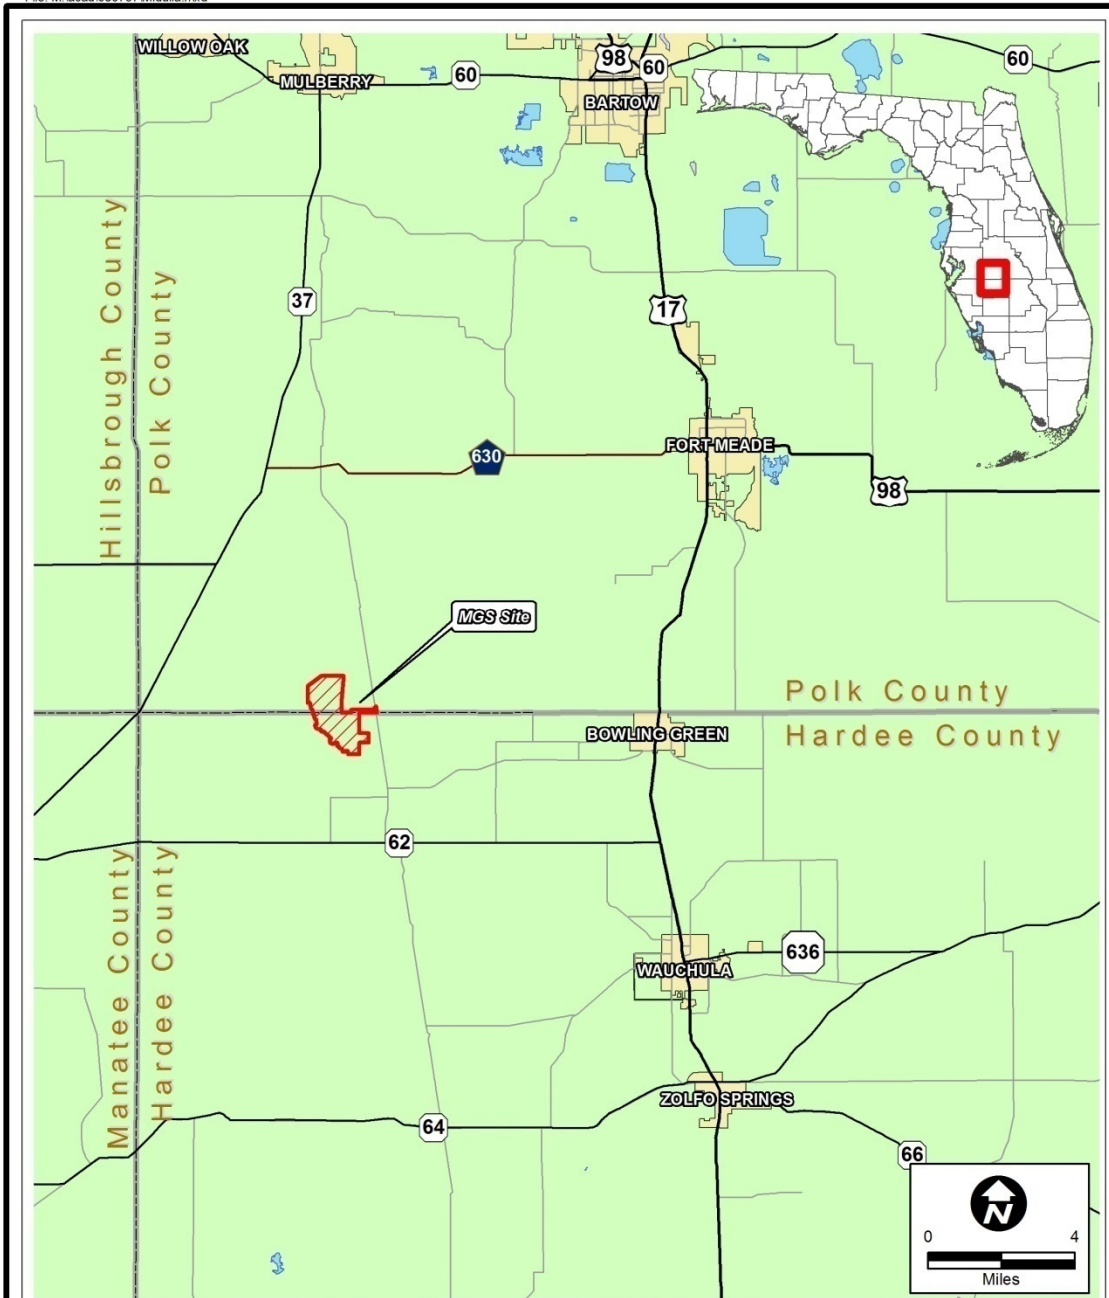 WILLOW OAK
MULBERRY
60
98
60
BARTOW
60
Hillsborough County
Polk County
37
17
FORT MEADE
630
98
MGS Site
Polk County
Hardee County
BOWLING GREEN
62
Manatee County
Hardee County
636
WAUCHULA
ZOLFO SPRINGS
64
66
N
0 4
Miles